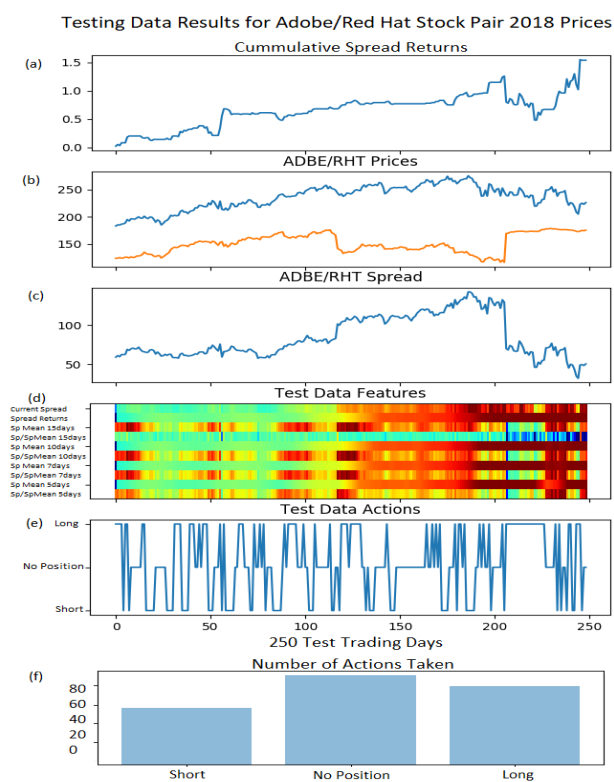 Testing Data Results for Adobe/Red Hat Stock Pair 2018 Prices
Cummulative Spread Returns
(a)
1.5
1.0
0.5
0.0
ADBE/RHT Prices
(b)
250
200
150
ADBE/RHT Spread
(c)
100
50
(d)
Test Data Features
Current Spread
Spread Returns
Sp Mean 15days
Sp/SpMean 15days
Sp Mean 10days
Sp/SpMean 10days
Sp Mean 7days
Sp/SpMean 7days
Sp Mean 5days
Sp/SpMean 5days
Test Data Actions
(e)
Long
No Position
Short
0 50 100 150 200 250
250 Test Trading Days
Number of Actions Taken
(f)
80
60
40
20
0
Short No Position Long